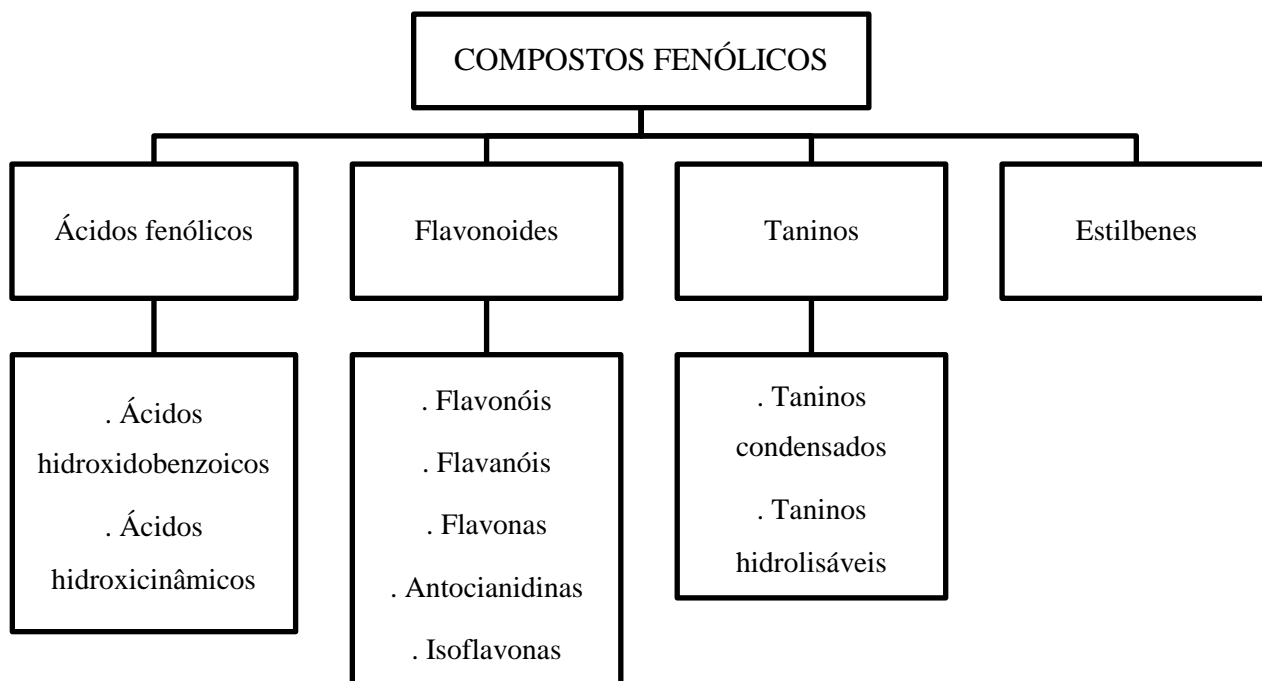 COMPOSTOS FENÓLICOS
Ácidos fenólicos
Flavonoides
Taninos
Estilbenes
. Ácidos
hidroxidobenzoicos
. Ácidos
hidroxicinâmicos
. Flavonóis
. Flavanóis
. Flavonas
. Antocianidinas
. Isoflavonas
. Taninos
condensados
. Taninos
hidrolisáveis